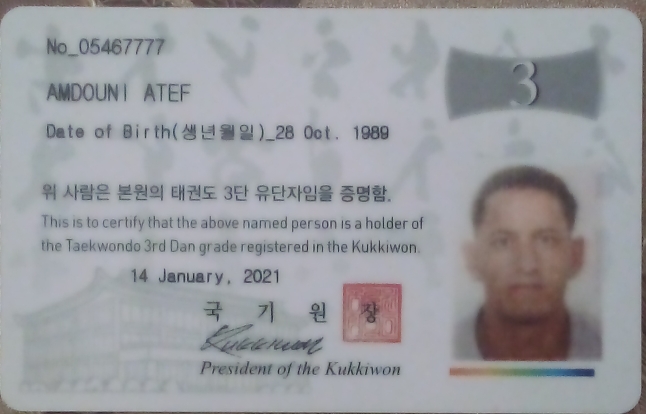 No_05467777
3
AMDOUNI ATEF
Date of Birth(생년월일)_28 Oct. 1989
위 사람은 본원의 태권도 3단 유단자임을 증명함.
This is to certify that the above named person is a holder of
the Taekwondo 3rd Dan grade registered in the Kukkiwon.
14 January, 2021
국 기 원 장
Kukkiwon
President of the Kukkiwon